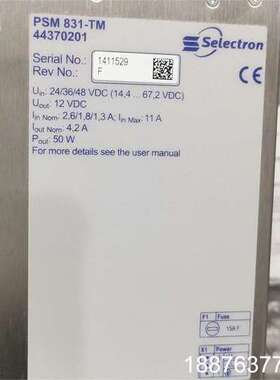 PSM 831-TM
44370201
Selectron
Serial No.: 1411529
Rev No.: F
CE
Uin: 24/36/48 VDC (14,4 ... 67,2 VDC)
Uout: 12 VDC
Iin Nom: 2,6/1,8/1,3 A; Iin Max: 11 A
Iout Nom: 4,2 A
Pout: 50 W
For more details see the user manual
F1 Fuse
15A F
X1 Power
18876377